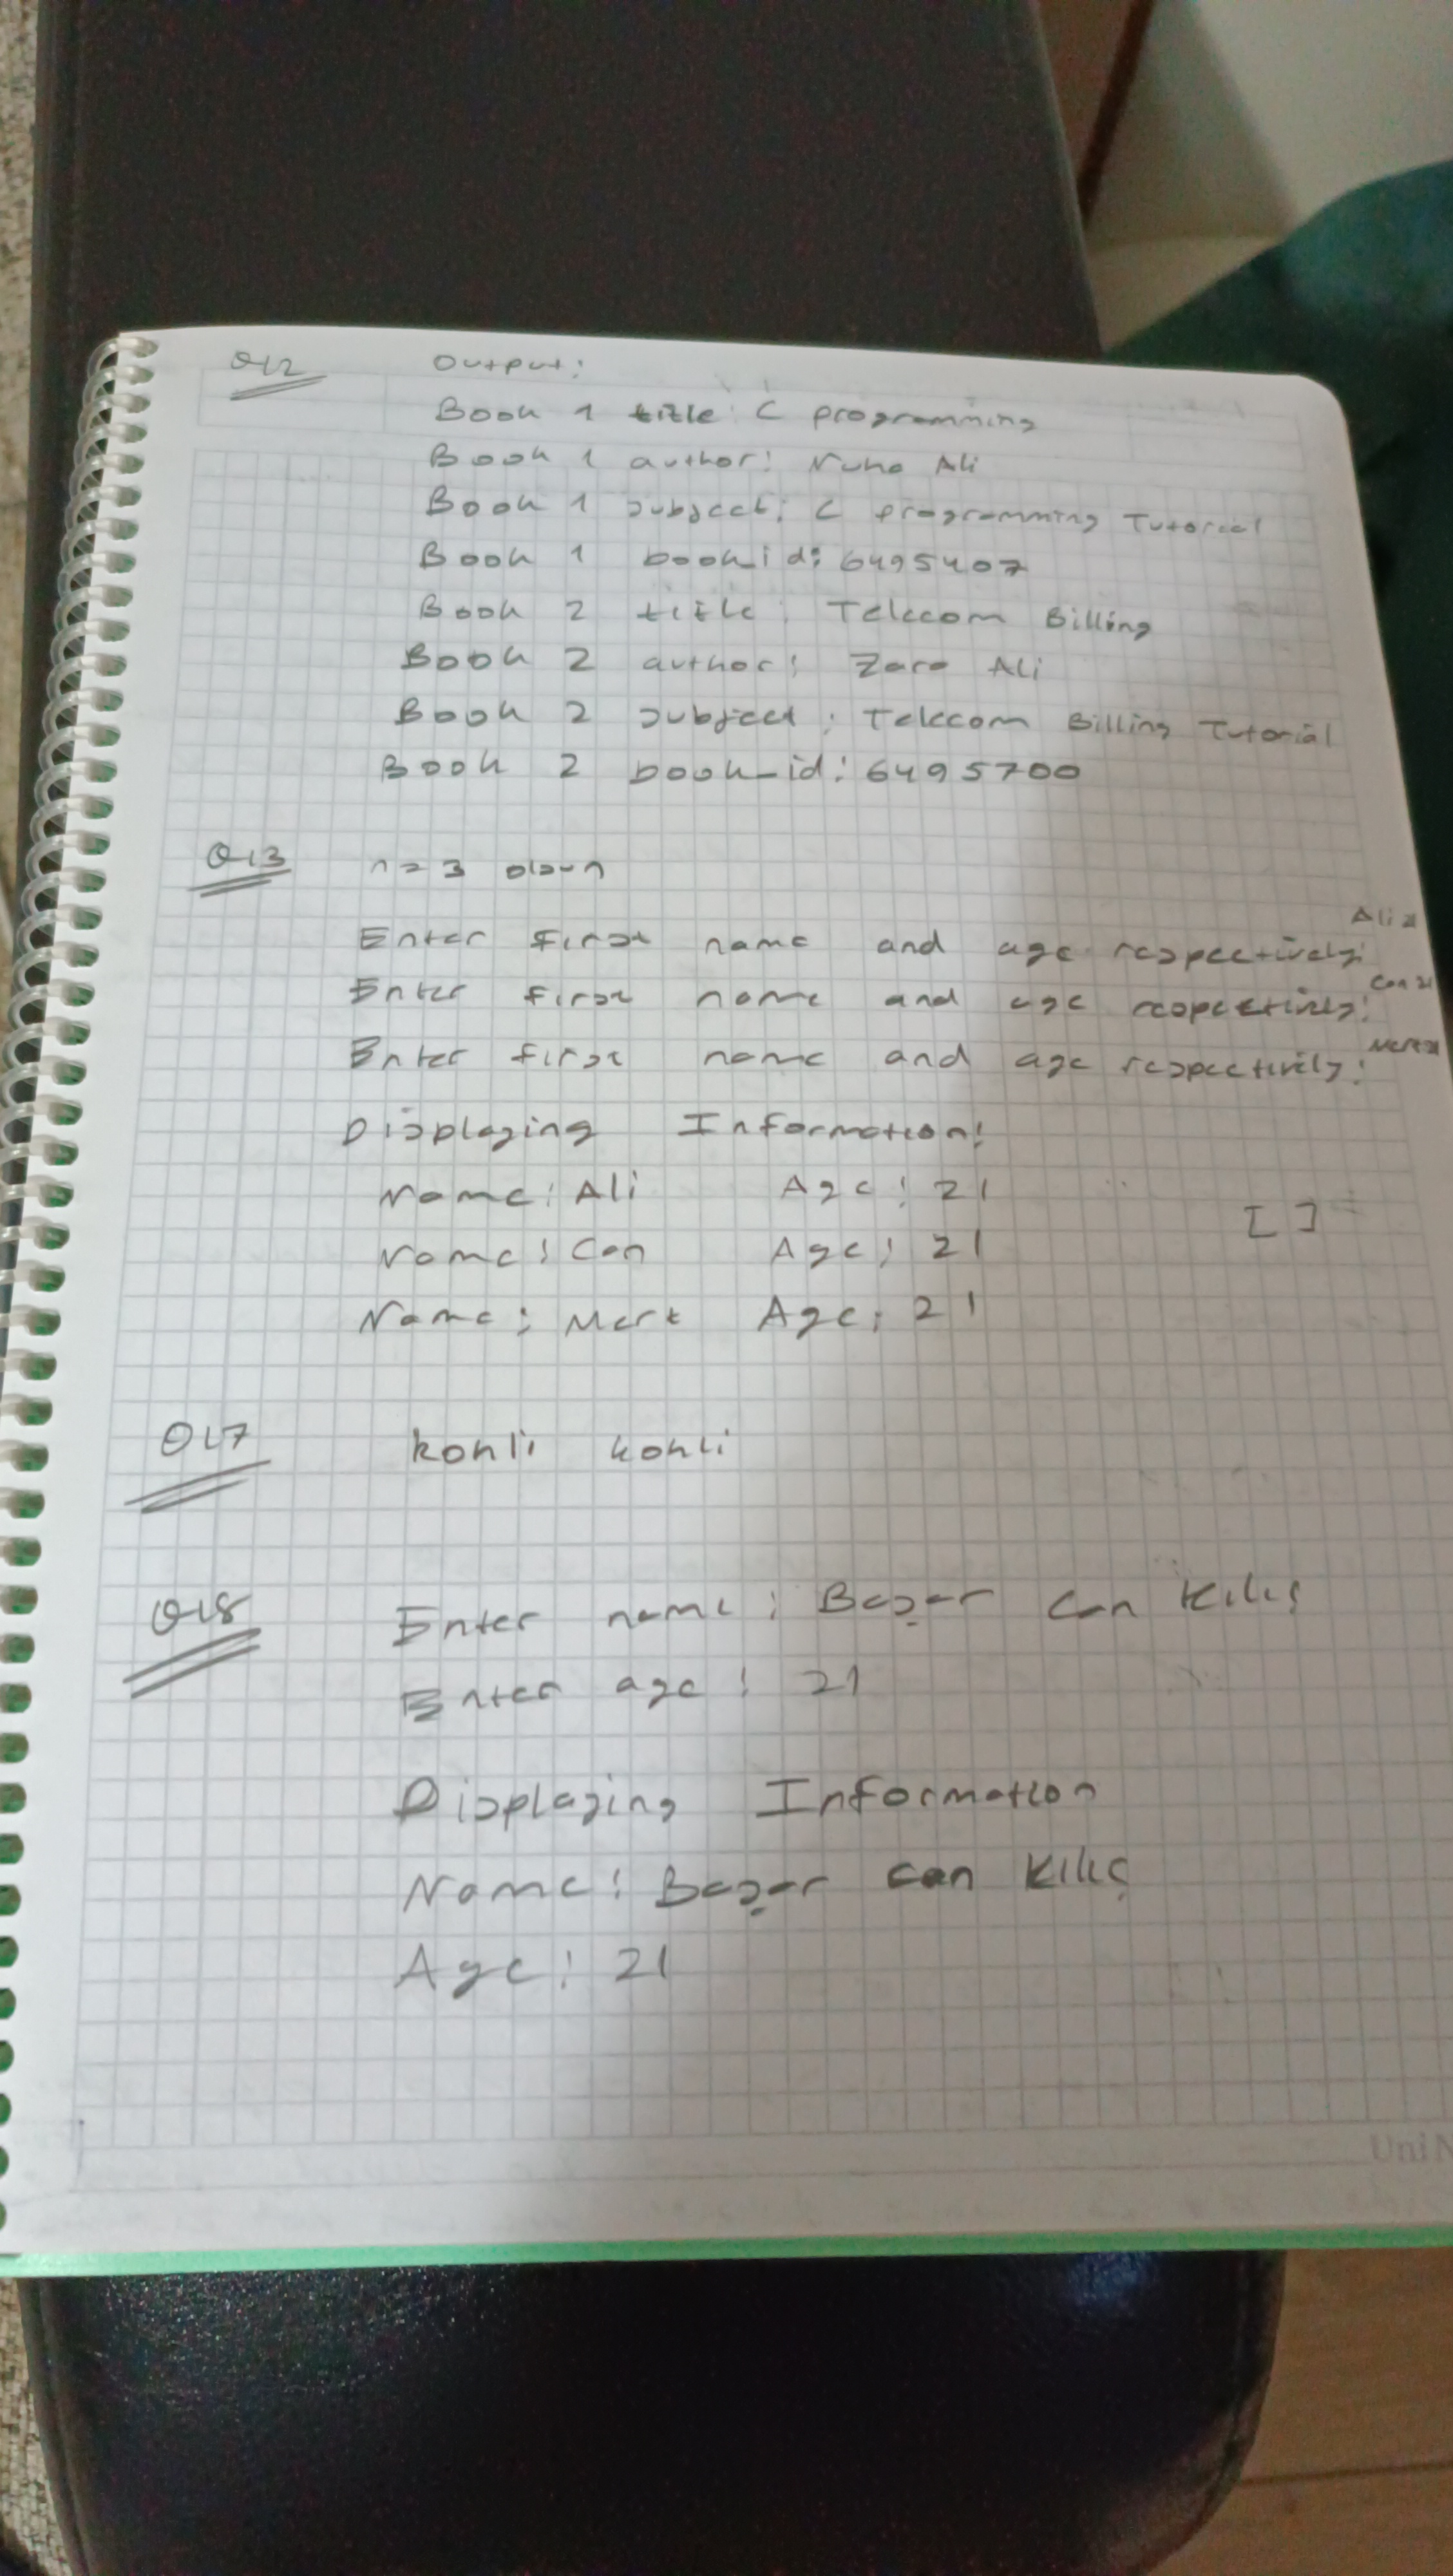 Q12 Output:
Book 1 title: C programming
Book 1 author: Nuha Ali
Book 1 subject: C programming Tutorial
Book 1 book_id: 6495407
Book 2 title: Telecom Billing
Book 2 author: Zara Ali
Book 2 subject: Telecom Billing Tutorial
Book 2 book_id: 6495700
Q13 n=3 olsun
Enter first name and age respectively: Ali 21
Enter first name and age respectively: Can 21
Enter first name and age respectively: Mert 21
Displaying Information:
Name: Ali Age: 21
[ ]
Name: Can Age: 21
Name: Mert Age: 21
Q17 kohli kohli
Q18 Enter name: Başar Can Kılıç
Enter age: 21
Displaying Information
Name: Başar Can Kılıç
Age: 21